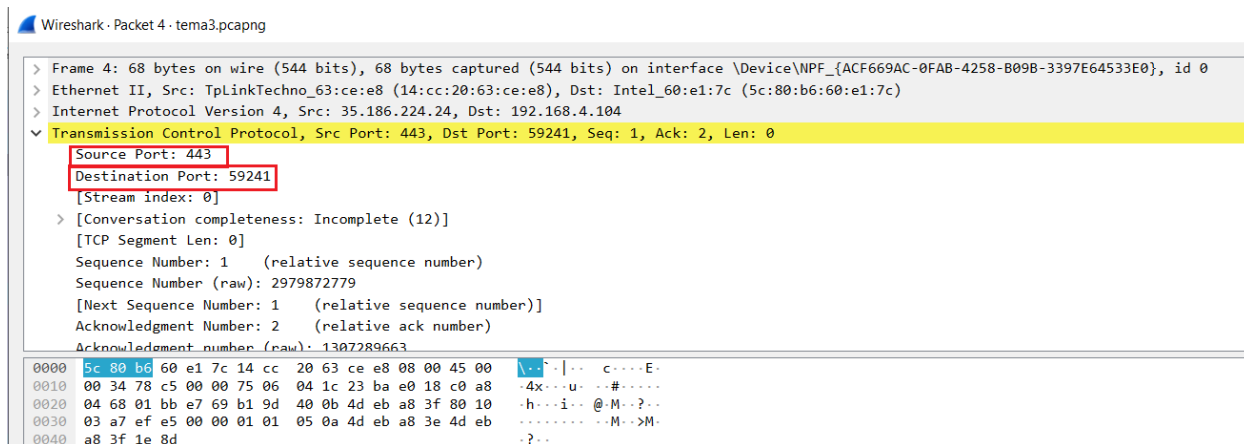 Wireshark · Packet 4 · tema3.pcapng
> Frame 4: 68 bytes on wire (544 bits), 68 bytes captured (544 bits) on interface \Device\NPF_{ACF669AC-0FAB-4258-B09B-3397E64533E0}, id 0
> Ethernet II, Src: TpLinkTechno_63:ce:e8 (14:cc:20:63:ce:e8), Dst: Intel_60:e1:7c (5c:80:b6:60:e1:7c)
> Internet Protocol Version 4, Src: 35.186.224.24, Dst: 192.168.4.104
Transmission Control Protocol, Src Port: 443, Dst Port: 59241, Seq: 1, Ack: 2, Len: 0
Source Port: 443
Destination Port: 59241
[Stream index: 0]
> [Conversation completeness: Incomplete (12)]
[TCP Segment Len: 0]
Sequence Number: 1 (relative sequence number)
Sequence Number (raw): 2979872779
[Next Sequence Number: 1 (relative sequence number)]
Acknowledgment Number: 2 (relative ack number)
Acknowledgment number (raw): 1307289663
0000 5c 80 b6 60 e1 7c 14 cc 20 63 ce e8 08 00 45 00 \··`·|·· c····E·
0010 00 34 78 c5 00 00 75 06 04 1c 23 ba e0 18 c0 a8 ·4x···u· ··#·····
0020 04 68 01 bb e7 69 b1 9d 40 0b 4d eb a8 3f 80 10 ·h···i·· @·M··?··
0030 03 a7 ef e5 00 00 01 01 05 0a 4d eb a8 3e 4d eb ········ ··M··>M·
0040 a8 3f 1e 8d ·?··